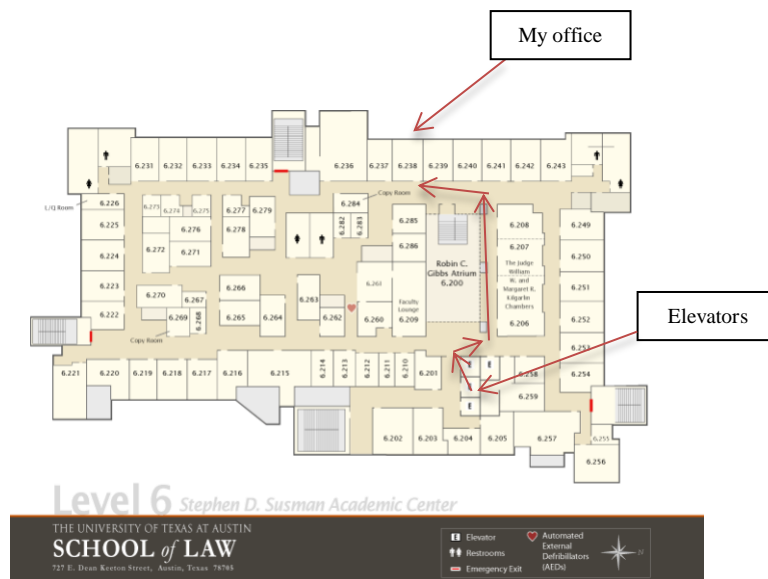 My office
6.231
6.232
6.233
6.234
6.235
6.236
6.237
6.238
6.239
6.240
6.241
6.242
6.243
L/Q Room
6.226
6.225
6.224
6.223
6.222
6.221
6.273
6.274
6.275
6.276
6.272
6.271
6.277
6.278
6.279
Copy Room
6.284
6.282
6.283
6.285
6.286
Robin C.
Gibbs Atrium
6.200
6.208
6.207
The Judge
William
M. and
Margaret R.
Kilgarlin
Chambers
6.206
6.249
6.250
6.251
6.252
6.253
6.254
6.270
6.267
6.269
6.268
Copy Room
6.266
6.265
6.264
6.263
6.262
6.260
Faculty
Lounge
6.209
Elevators
6.220
6.219
6.218
6.217
6.216
6.215
6.214
6.213
6.212
6.211
6.210
6.201
E
E
E
6.258
6.259
6.202
6.203
6.204
6.205
6.257
6.255
6.256
Level 6 Stephen D. Susman Academic Center
THE UNIVERSITY OF TEXAS AT AUSTIN
SCHOOL of LAW
727 E. Dean Keeton Street, Austin, Texas 78705
E Elevator
Restrooms
Emergency Exit
Automated
External
Defibrillators
(AEDs)
N